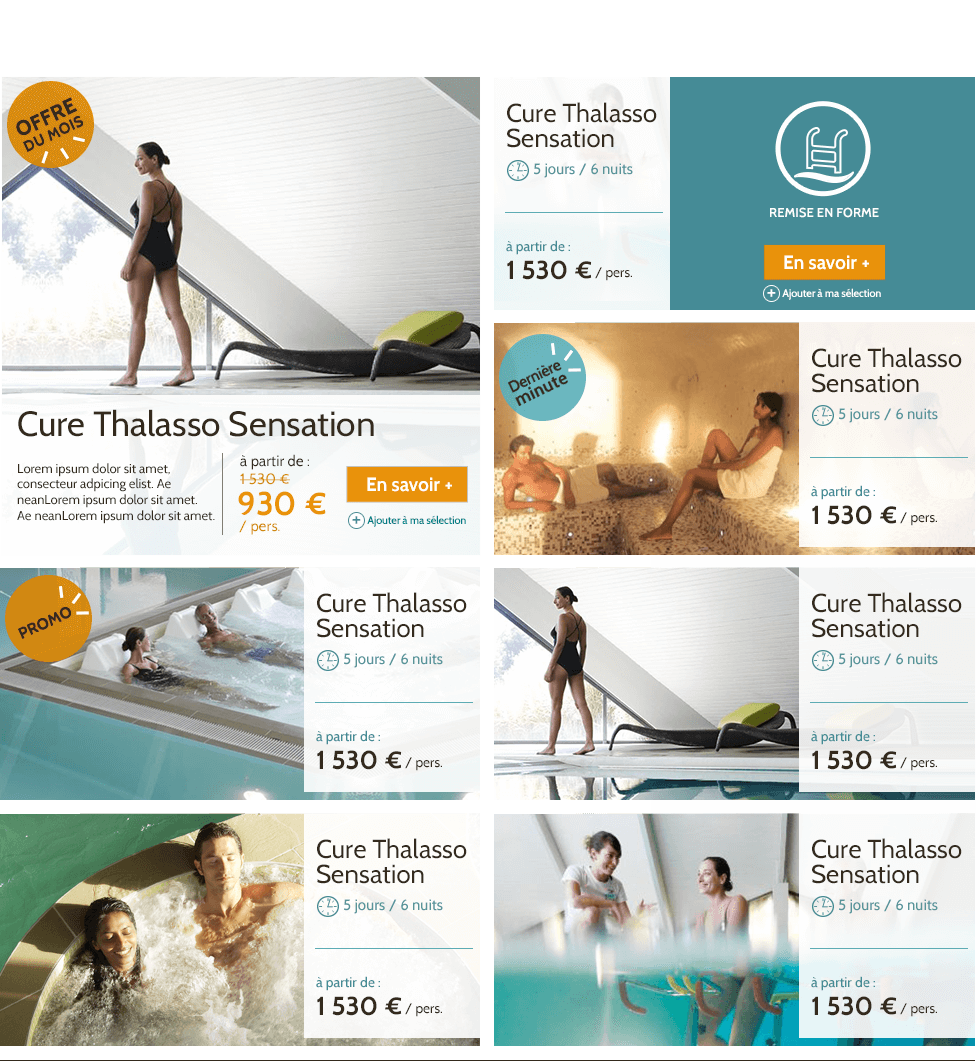 OFFRE
DU MOIS
Cure Thalasso Sensation
Lorem ipsum dolor sit amet,
consecteur adpicing elist. Ae
neanLorem ipsum dolor sit amet.
Ae neanLorem ipsum dolor sit amet.
à partir de :
1 530 €
930 €
/ pers.
En savoir +
+ Ajouter à ma sélection
Cure Thalasso
Sensation
5 jours / 6 nuits
à partir de :
1 530 € / pers.
REMISE EN FORME
En savoir +
+ Ajouter à ma sélection
Dernière
minute
Cure Thalasso
Sensation
5 jours / 6 nuits
à partir de :
1 530 € / pers.
PROMO
Cure Thalasso
Sensation
5 jours / 6 nuits
à partir de :
1 530 € / pers.
Cure Thalasso
Sensation
5 jours / 6 nuits
à partir de :
1 530 € / pers.
Cure Thalasso
Sensation
5 jours / 6 nuits
à partir de :
1 530 € / pers.
Cure Thalasso
Sensation
5 jours / 6 nuits
à partir de :
1 530 € / pers.